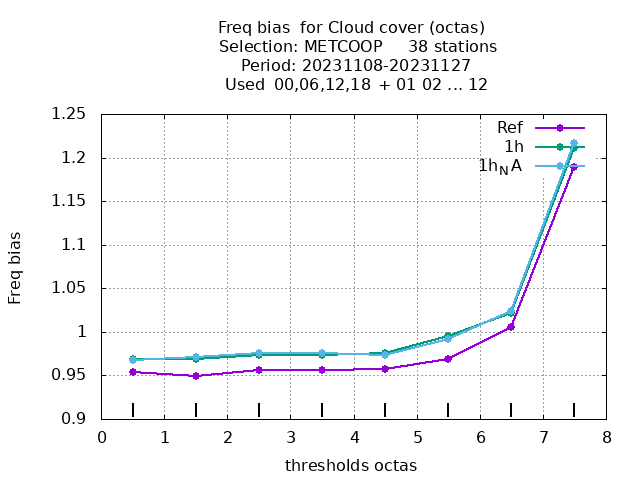 Freq bias  for Cloud cover (octas)
Selection: METCOOP     38 stations
Period: 20231108-20231127
Used  00,06,12,18 + 01 02 ... 12
Ref
1h
1h_NA
1.25
1.2
1.15
1.1
1.05
1
0.95
0.9
Freq bias
0 1 2 3 4 5 6 7 8
thresholds octas